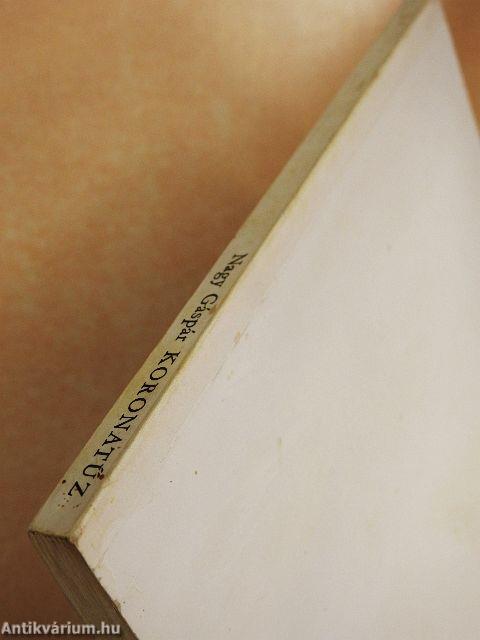 Nagy Gáspár KORONATŰZ
Antikvárium.hu